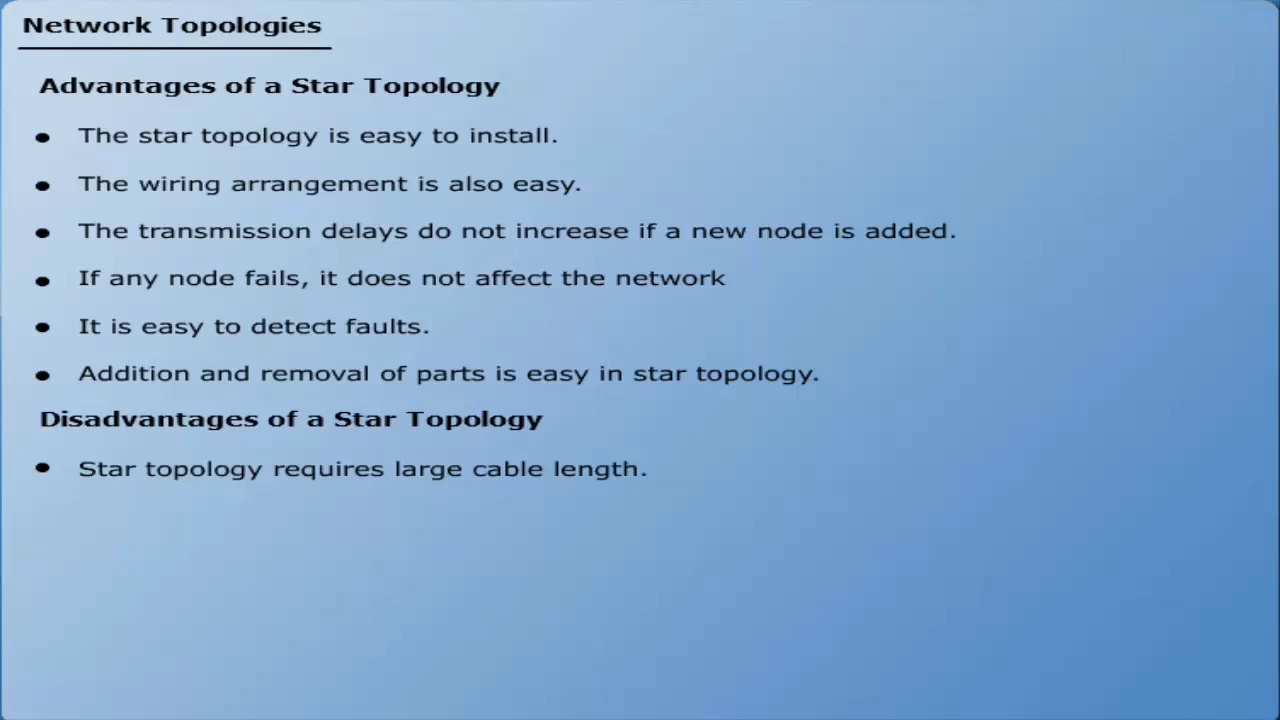 Network Topologies
Advantages of a Star Topology
• The star topology is easy to install.
• The wiring arrangement is also easy.
• The transmission delays do not increase if a new node is added.
• If any node fails, it does not affect the network
• It is easy to detect faults.
• Addition and removal of parts is easy in star topology.
Disadvantages of a Star Topology
• Star topology requires large cable length.